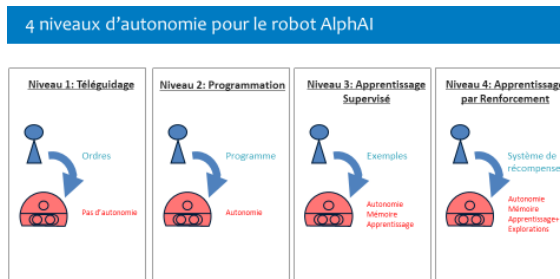 4 niveaux d'autonomie pour le robot AlphAI
Niveau 1: Téléguidage
Ordres
Pas d'autonomie
Niveau 2: Programmation
Programme
Autonomie
Niveau 3: Apprentissage
Supervisé
Exemples
Autonomie
Mémoire
Apprentissage
Niveau 4: Apprentissage
par Renforcement
Système de
récompense
Autonomie
Mémoire
Apprentissage+
Explorations